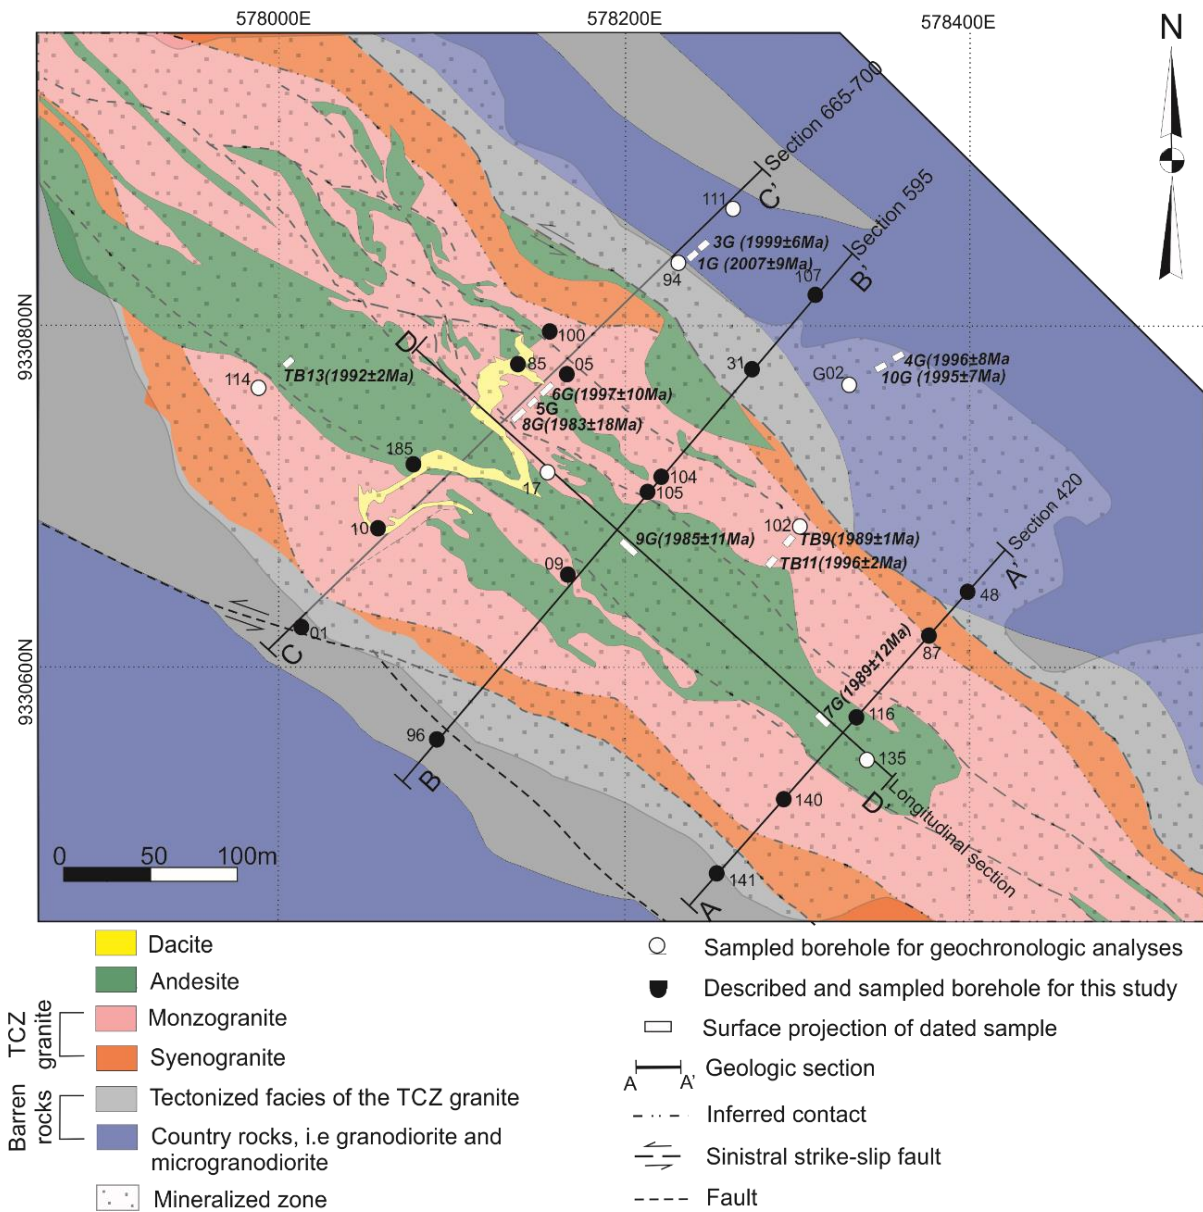 578000E
578200E
578400E
N
Section 665-700
C'
111
3G (1999±6Ma)
1G (2007±9Ma)
94
Section 595
B'
107
9330800N
D
100
85
05
31
4G(1996±8Ma)
10G (1995±7Ma)
G02
TB13(1992±2Ma)
114
6G(1997±10Ma)
5G
8G(1983±18Ma)
185
17
104
105
10
102
TB9(1989±1Ma)
TB11(1996±2Ma)
9G(1985±11Ma)
Section 420
A'
48
09
01
C
87
9330600N
7G(1989±12Ma)
116
96
B
135
D'
Longitudinal section
140
141
A
0 50 100m
Dacite
Andesite
Monzogranite
Syenogranite
TCZ
granite
Tectonized facies of the TCZ granite
Country rocks, i.e granodiorite and
microgranodiorite
Barren
rocks
Mineralized zone
Sampled borehole for geochronologic analyses
Described and sampled borehole for this study
Surface projection of dated sample
A A' Geologic section
Inferred contact
Sinistral strike-slip fault
Fault